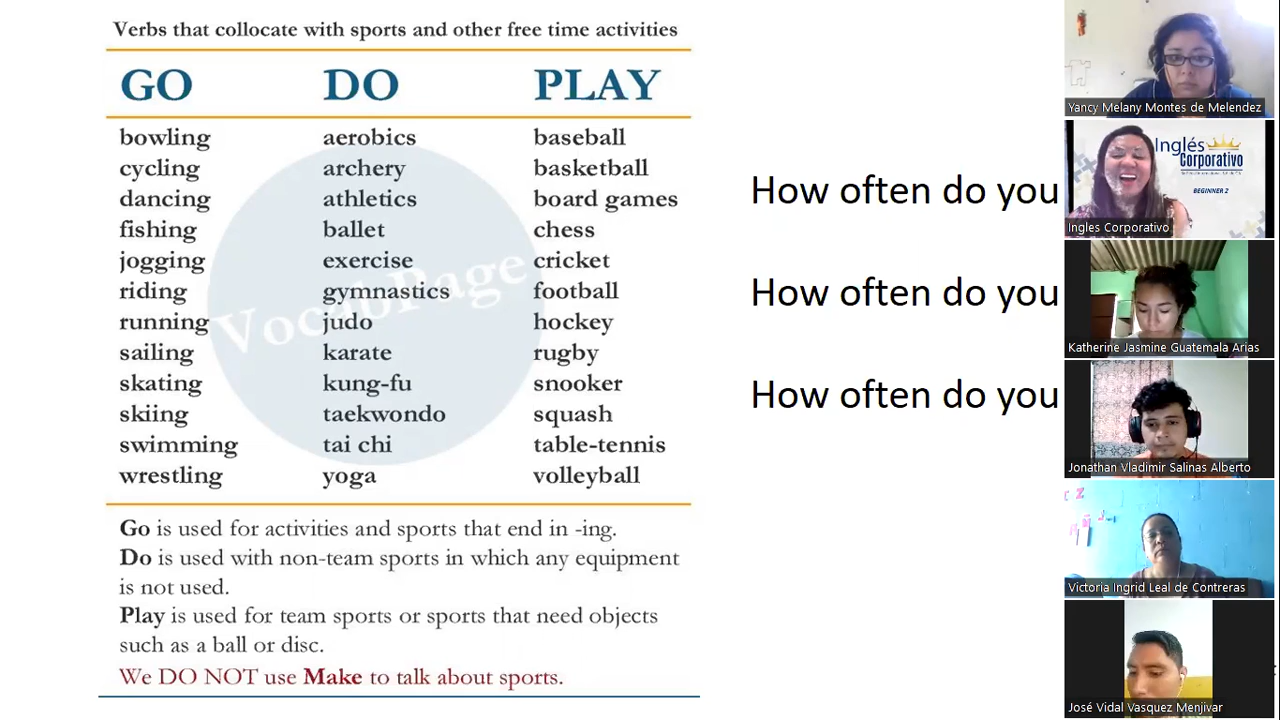 Verbs that collocate with sports and other free time activities
GO DO PLAY
bowling aerobics baseball
cycling archery basketball
dancing athletics board games
fishing ballet chess
jogging exercise cricket
riding gymnastics football
running judo hockey
sailing karate rugby
skating kung-fu snooker
skiing taekwondo squash
swimming tai chi table-tennis
wrestling yoga volleyball
VocabPage
Go is used for activities and sports that end in -ing.
Do is used with non-team sports in which any equipment
is not used.
Play is used for team sports or sports that need objects
such as a ball or disc.
We DO NOT use Make to talk about sports.
How often do you
How often do you
How often do you
Yancy Melany Montes de Melendez
Inglés
Corporativo
BEGINNER 2
Ingles Corporativo
Katherine Jasmine Guatemala Arias
Jonathan Vladimir Salinas Alberto
Victoria Ingrid Leal de Contreras
José Vidal Vasquez Menjivar